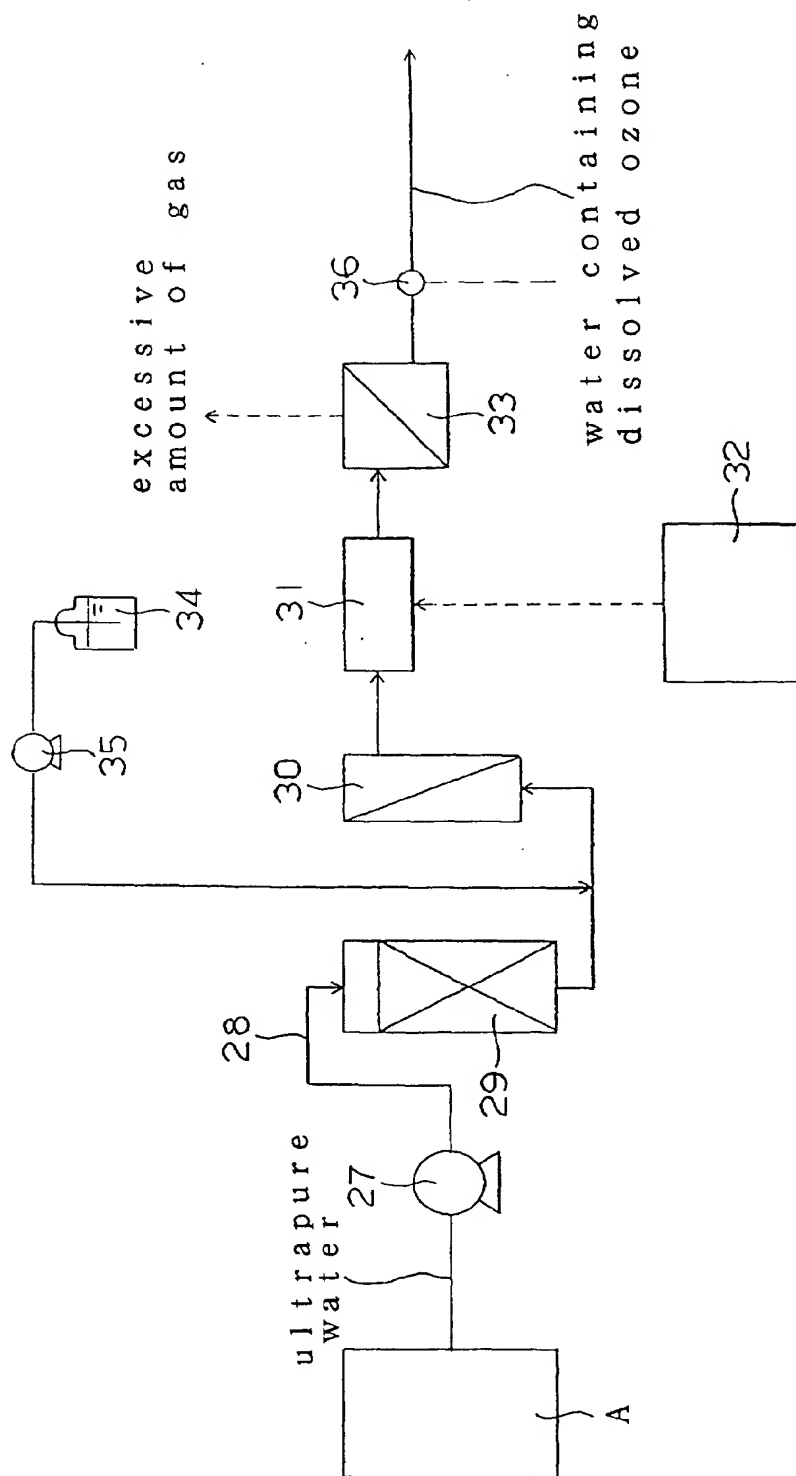 excessive
amount of gas
36
33
water containing
dissolved ozone
34
35
31
32
30
28
29
27
ultrapure
water
A